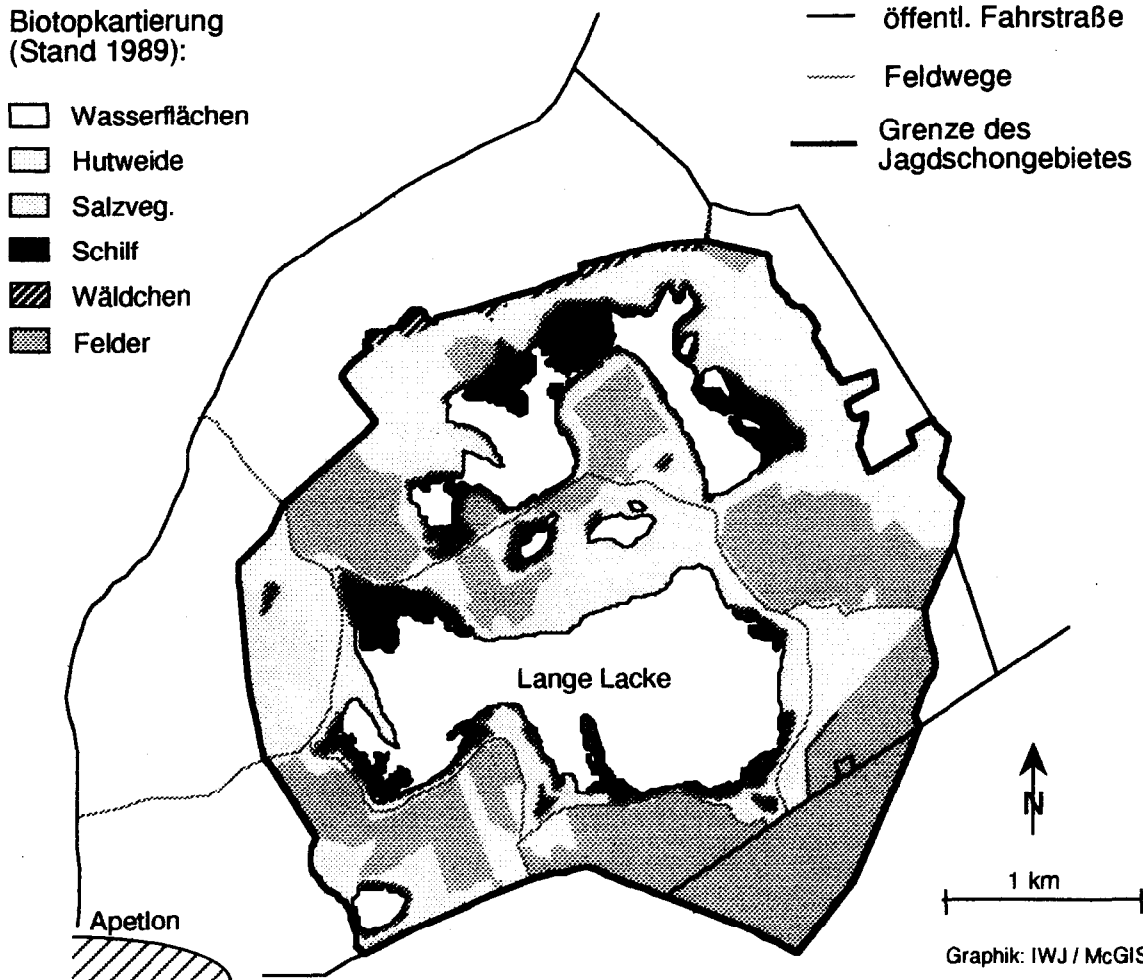 Biotopkartierung
(Stand 1989):
Wasserflächen
Hutweide
Salzveg.
Schilf
Wäldchen
Felder
öffentl. Fahrstraße
Feldwege
Grenze des
Jagdschongebietes
Lange Lacke
N
1 km
Apetlon
Graphik: IWJ / McGIS